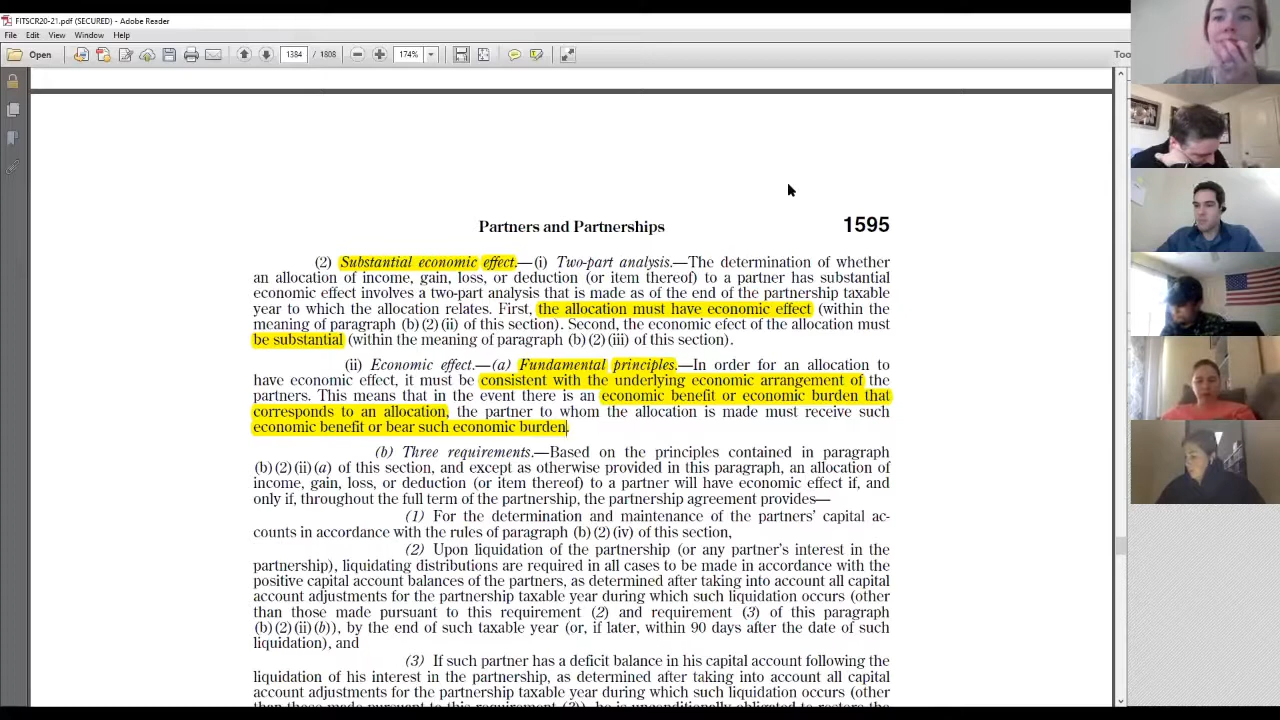 FITSCR20-21.pdf (SECURED) - Adobe Reader
File Edit View Window Help
Open 1384 / 1808 174% Too
Partners and Partnerships 1595
(2) Substantial economic effect.—(i) Two-part analysis.—The determination of whether
an allocation of income, gain, loss, or deduction (or item thereof) to a partner has substantial
economic effect involves a two-part analysis that is made as of the end of the partnership taxable
year to which the allocation relates. First, the allocation must have economic effect (within the
meaning of paragraph (b)(2)(ii) of this section). Second, the economic efect of the allocation must
be substantial (within the meaning of paragraph (b)(2)(iii) of this section).
(ii) Economic effect.—(a) Fundamental principles.—In order for an allocation to
have economic effect, it must be consistent with the underlying economic arrangement of the
partners. This means that in the event there is an economic benefit or economic burden that
corresponds to an allocation, the partner to whom the allocation is made must receive such
economic benefit or bear such economic burden.
(b) Three requirements.—Based on the principles contained in paragraph
(b)(2)(ii)(a) of this section, and except as otherwise provided in this paragraph, an allocation of
income, gain, loss, or deduction (or item thereof) to a partner will have economic effect if, and
only if, throughout the full term of the partnership, the partnership agreement provides—
(1) For the determination and maintenance of the partners' capital ac-
counts in accordance with the rules of paragraph (b)(2)(iv) of this section,
(2) Upon liquidation of the partnership (or any partner's interest in the
partnership), liquidating distributions are required in all cases to be made in accordance with the
positive capital account balances of the partners, as determined after taking into account all capital
account adjustments for the partnership taxable year during which such liquidation occurs (other
than those made pursuant to this requirement (2) and requirement (3) of this paragraph
(b)(2)(ii)(b)), by the end of such taxable year (or, if later, within 90 days after the date of such
liquidation), and
(3) If such partner has a deficit balance in his capital account following the
liquidation of his interest in the partnership, as determined after taking into account all capital
account adjustments for the partnership taxable year during which such liquidation occurs (other
than those made pursuant to this requirement (3)), he is unconditionally obligated to restore the